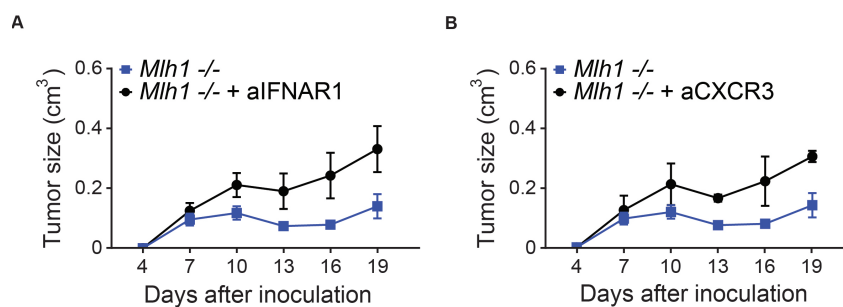 A
Mlh1 -/-
Mlh1 -/- + aIFNAR1
Tumor size (cm³)
0.6
0.4
0.2
0
4 7 10 13 16 19
Days after inoculation
B
Mlh1 -/-
Mlh1 -/- + aCXCR3
Tumor size (cm³)
0.6
0.4
0.2
0
4 7 10 13 16 19
Days after inoculation